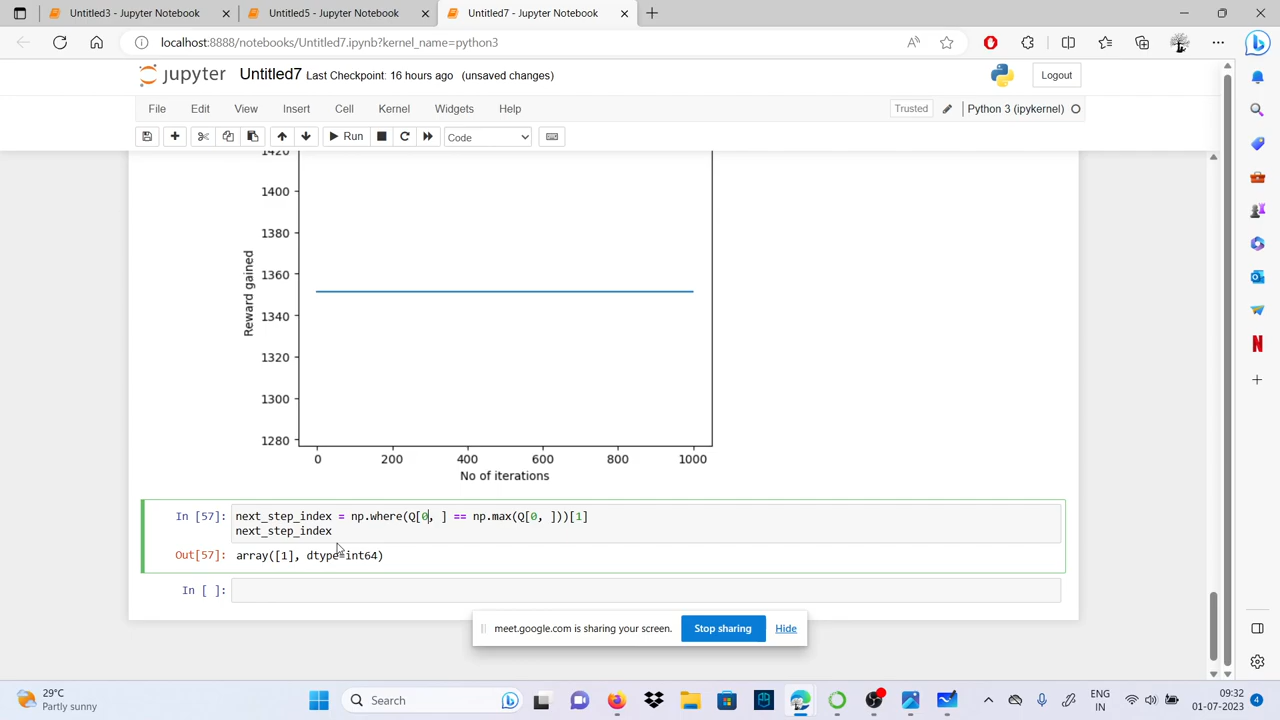 Untitled3 - Jupyter Notebook
Untitled5 - Jupyter Notebook
Untitled7 - Jupyter Notebook
localhost:8888/notebooks/Untitled7.ipynb?kernel_name=python3
jupyter Untitled7 Last Checkpoint: 16 hours ago (unsaved changes)
Logout
File Edit View Insert Cell Kernel Widgets Help
Trusted
Python 3 (ipykernel)
Run
Code
1420
1400
1380
1360
1340
1320
1300
1280
Reward gained
0 200 400 600 800 1000
No of iterations
In [57]: next_step_index = np.where(Q[0, ] == np.max(Q[0, ]))[1]
next_step_index
Out[57]: array([1], dtype=int64)
In [ ]:
meet.google.com is sharing your screen. Stop sharing Hide
29°C
Partly sunny
Search
ENG
IN
09:32
01-07-2023
4